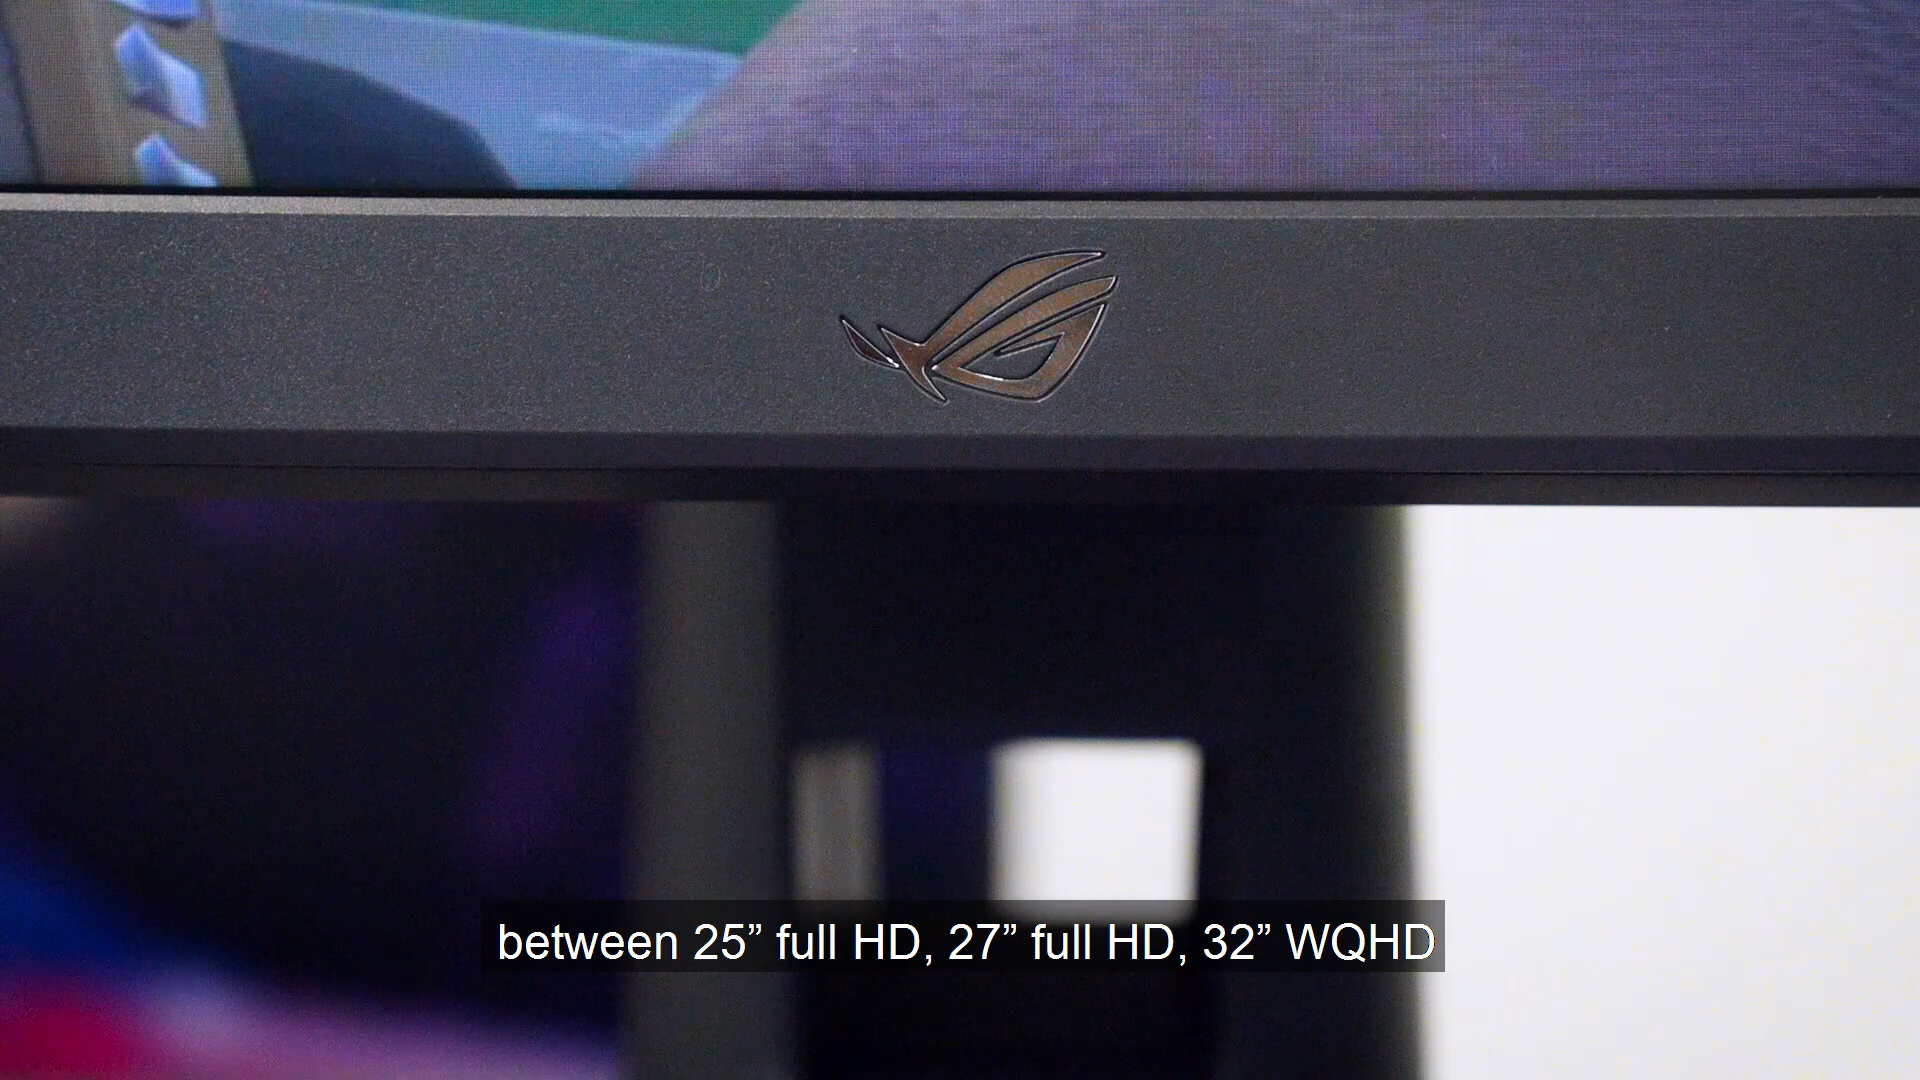 between 25” full HD, 27” full HD, 32” WQHD